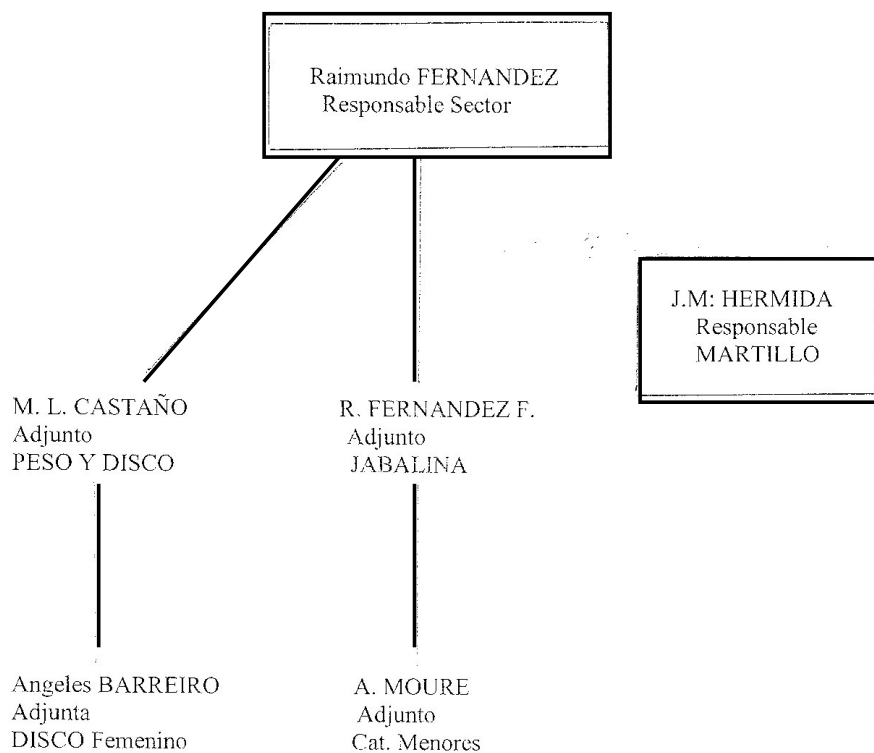 Raimundo FERNANDEZ
Responsable Sector
J.M: HERMIDA
Responsable
MARTILLO
M. L. CASTAÑO
Adjunto
PESO Y DISCO
R. FERNANDEZ F.
Adjunto
JABALINA
Angeles BARREIRO
Adjunta
DISCO Femenino
A. MOURE
Adjunto
Cat. Menores